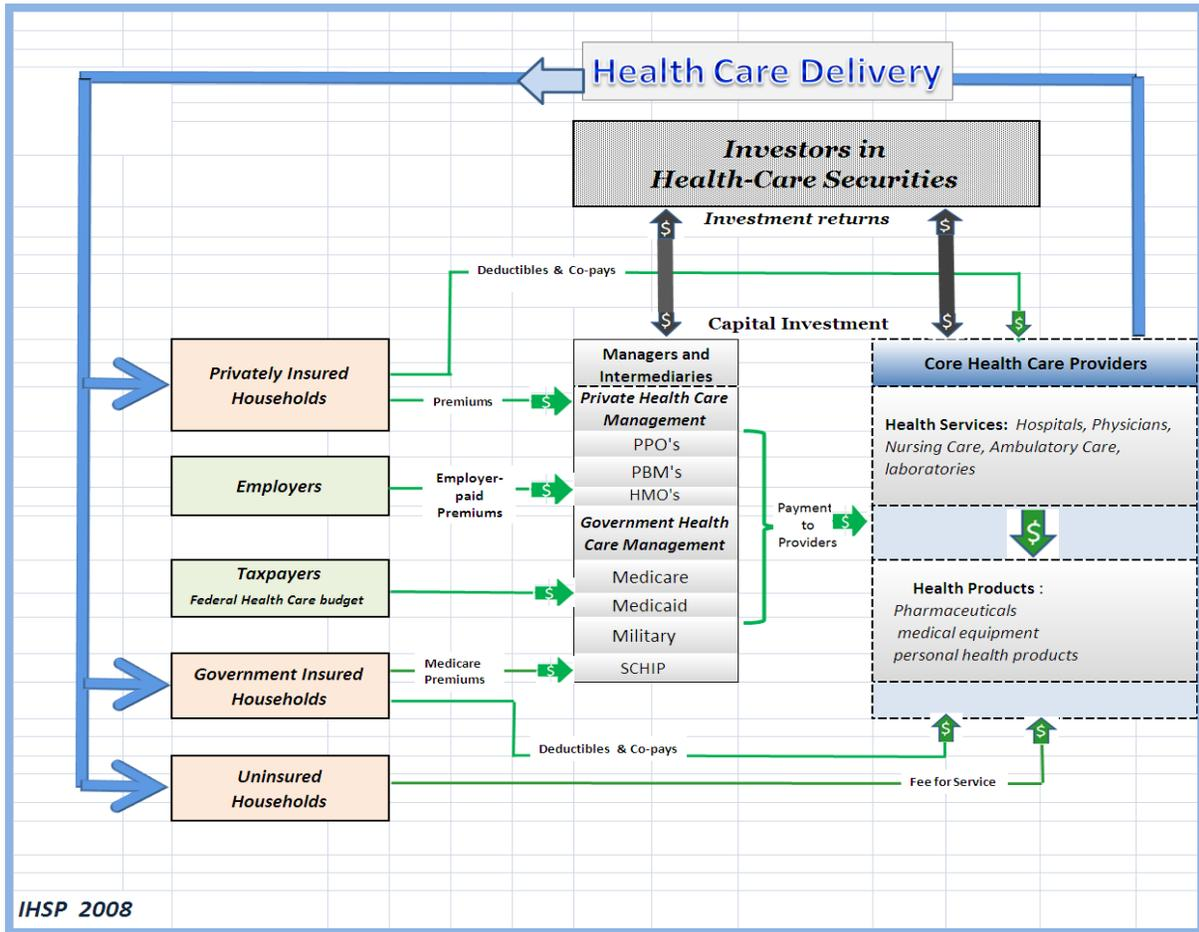 Health Care Delivery
Investors in
Health-Care Securities
Investment returns
$
$
Deductibles & Co-pays
$
Capital Investment
$
$
Privately Insured
Households
Premiums
$
Managers and
Intermediaries
Private Health Care
Management
PPO's
PBM's
HMO's
Government Health
Care Management
Medicare
Medicaid
Military
SCHIP
Core Health Care Providers
Health Services: Hospitals, Physicians,
Nursing Care, Ambulatory Care,
laboratories
Employers
Employer-
paid
Premiums
$
Payment
to
Providers
$
$
Taxpayers
Federal Health Care budget
$
Health Products :
Pharmaceuticals
medical equipment
personal health products
Government Insured
Households
Medicare
Premiums
$
Deductibles & Co-pays
$
$
Uninsured
Households
Fee for Service
IHSP 2008